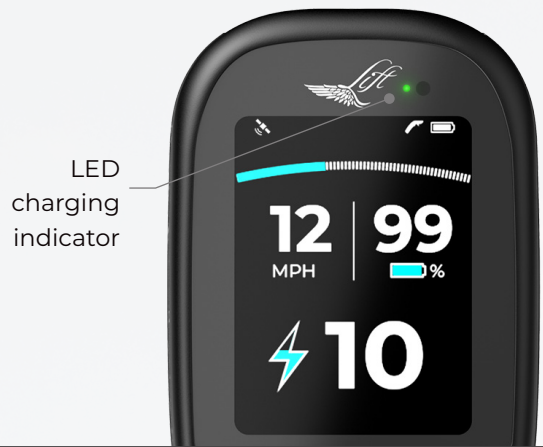 LED
charging
indicator
Lift
12
MPH
99
%
10